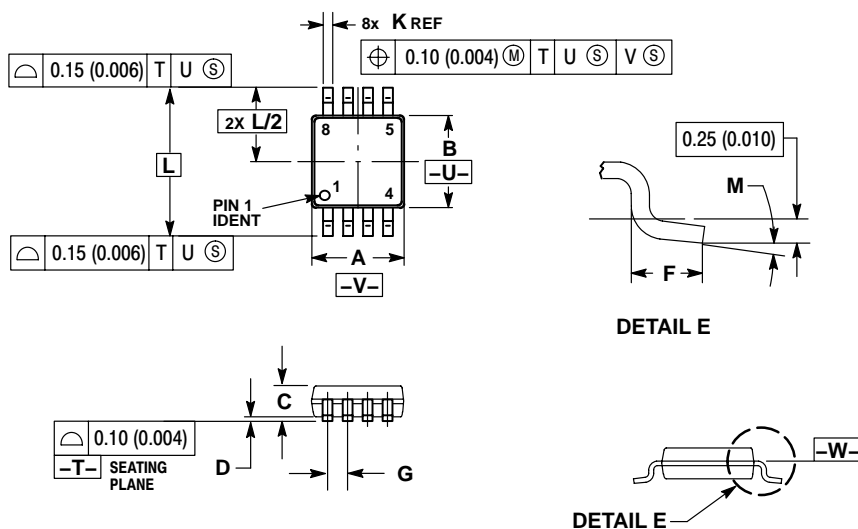 8x K REF
⌖ 0.10 (0.004) Ⓜ T U Ⓢ V Ⓢ
⌓ 0.15 (0.006) T U Ⓢ
2X L/2
L
8 5
B
–U–
0.25 (0.010)
M
PIN 1
IDENT
1 4
⌓ 0.15 (0.006) T U Ⓢ
A
–V–
F
DETAIL E
C
⌓ 0.10 (0.004)
–T– SEATING
PLANE
D
G
–W–
DETAIL E